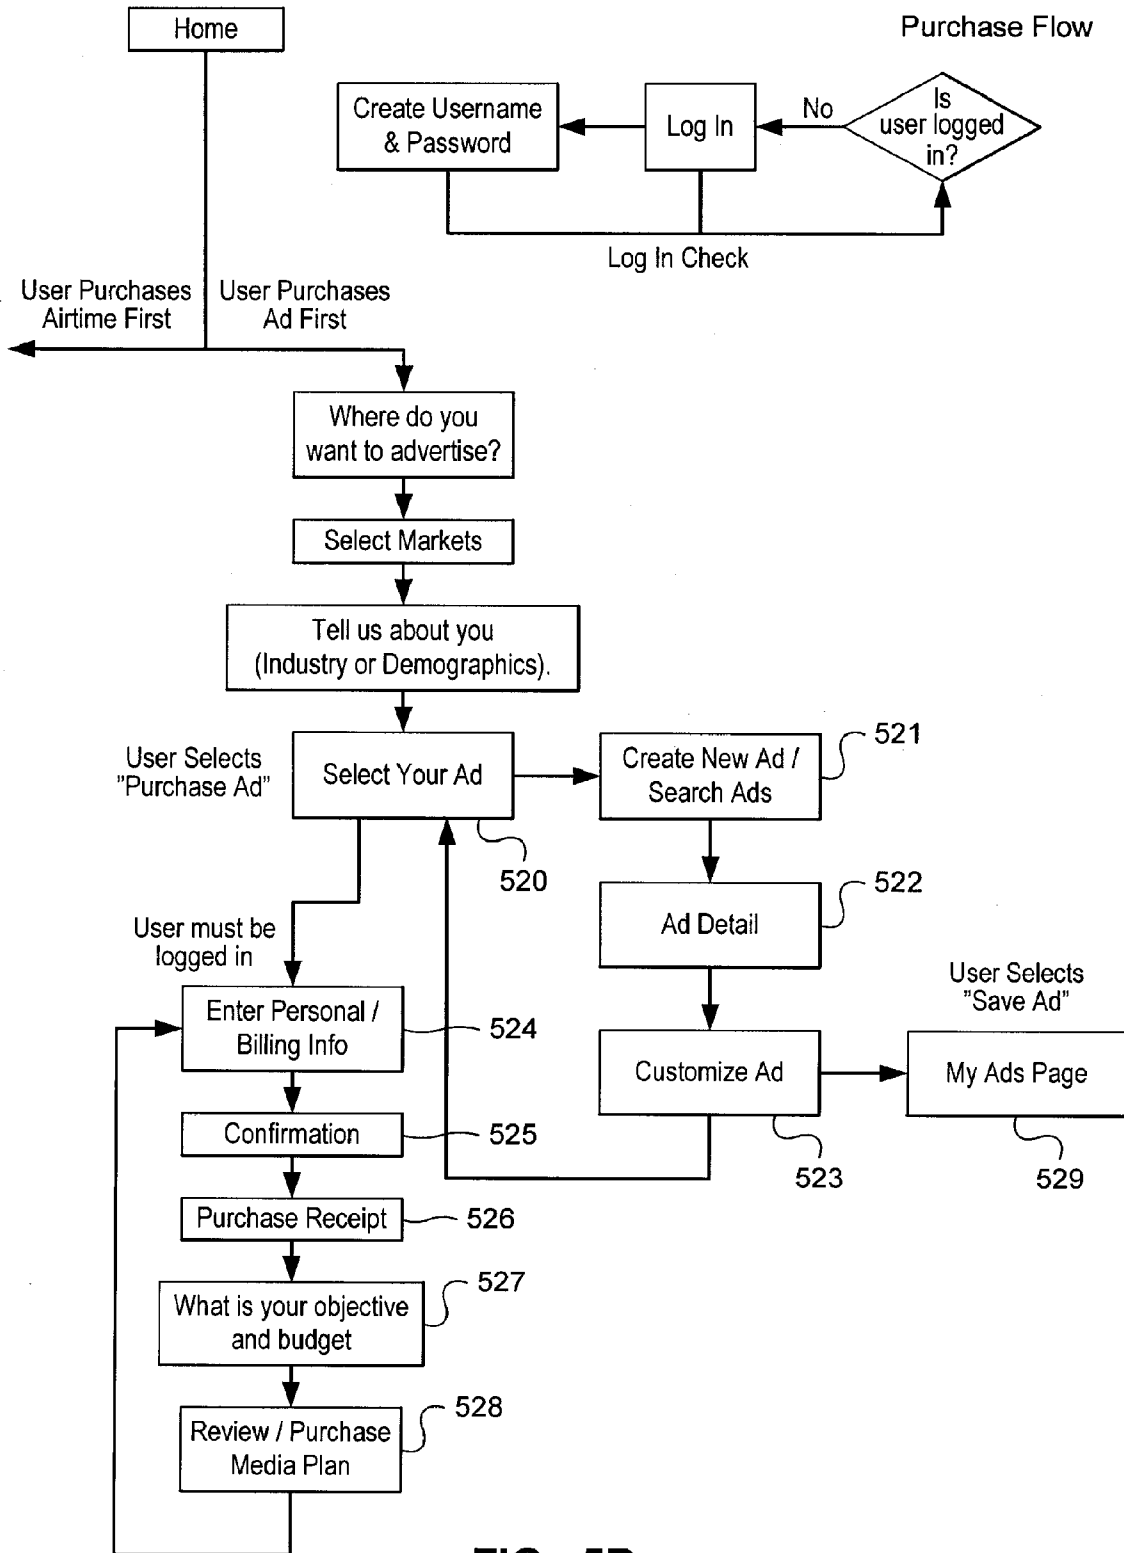 Home
Purchase Flow
Create Username
& Password
Log In
No
Is
user logged
in?
Log In Check
User Purchases
Airtime First
User Purchases
Ad First
Where do you
want to advertise?
Select Markets
Tell us about you
(Industry or Demographics).
User Selects
"Purchase Ad"
Select Your Ad
520
Create New Ad /
Search Ads
521
Ad Detail
522
User must be
logged in
User Selects
"Save Ad"
Enter Personal /
Billing Info
524
Customize Ad
523
My Ads Page
529
Confirmation
525
Purchase Receipt
526
What is your objective
and budget
527
Review / Purchase
Media Plan
528